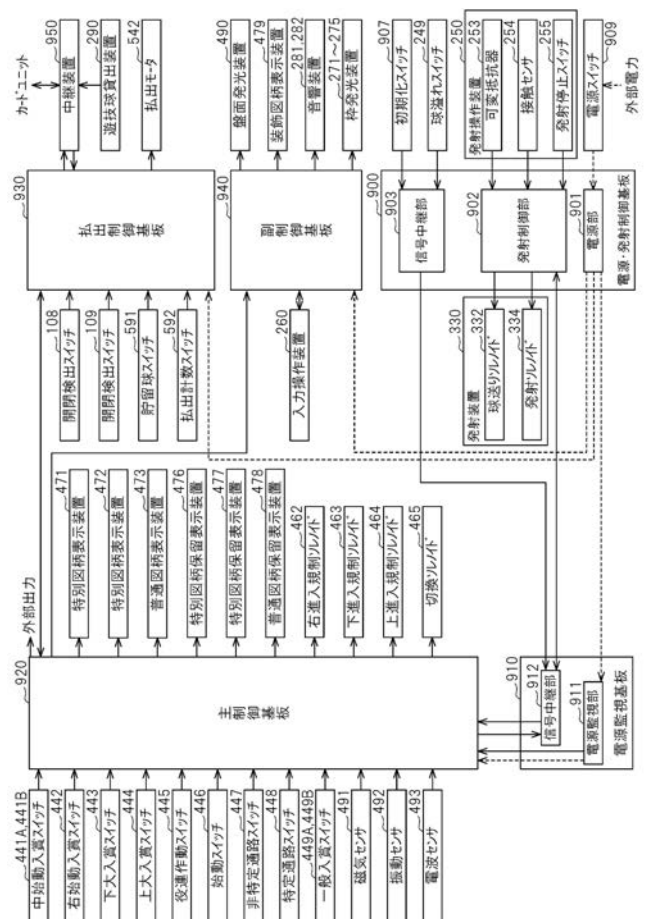 441A,441B
中始動入賞スイッチ
442
右始動入賞スイッチ
443
下大入賞スイッチ
444
上大入賞スイッチ
445
役連作動スイッチ
446
始動スイッチ
447
非特定通路スイッチ
448
特定通路スイッチ
449A,449B
一般入賞スイッチ
491
磁気センサ
492
振動センサ
493
電波センサ
920
主制御基板
外部出力
471
特別図柄表示装置
472
特別図柄表示装置
473
普通図柄表示装置
476
特別図柄保留表示装置
477
特別図柄保留表示装置
478
普通図柄保留表示装置
462
右進入規制ソレノイド
463
下進入規制ソレノイド
464
上進入規制ソレノイド
465
切換ソレノイド
910
912
信号中継部
911
電源監視部
電源監視基板
108
開閉検出スイッチ
109
開閉検出スイッチ
591
貯留球スイッチ
592
払出計数スイッチ
260
入力操作装置
330
発射装置
332
球送りソレノイド
334
発射ソレノイド
930
払出制御基板
940
副制御基板
900
903
信号中継部
902
発射制御部
901
電源部
電源・発射制御基板
カードユニット
950
中継装置
290
遊技球貸出装置
542
払出モータ
490
盤面発光装置
479
装飾図柄表示装置
281,282
音響装置
271～275
枠発光装置
907
初期化スイッチ
249
球溢れスイッチ
250
発射操作装置
253
可変抵抗器
254
接触センサ
255
発射停止スイッチ
909
電源スイッチ
外部電力